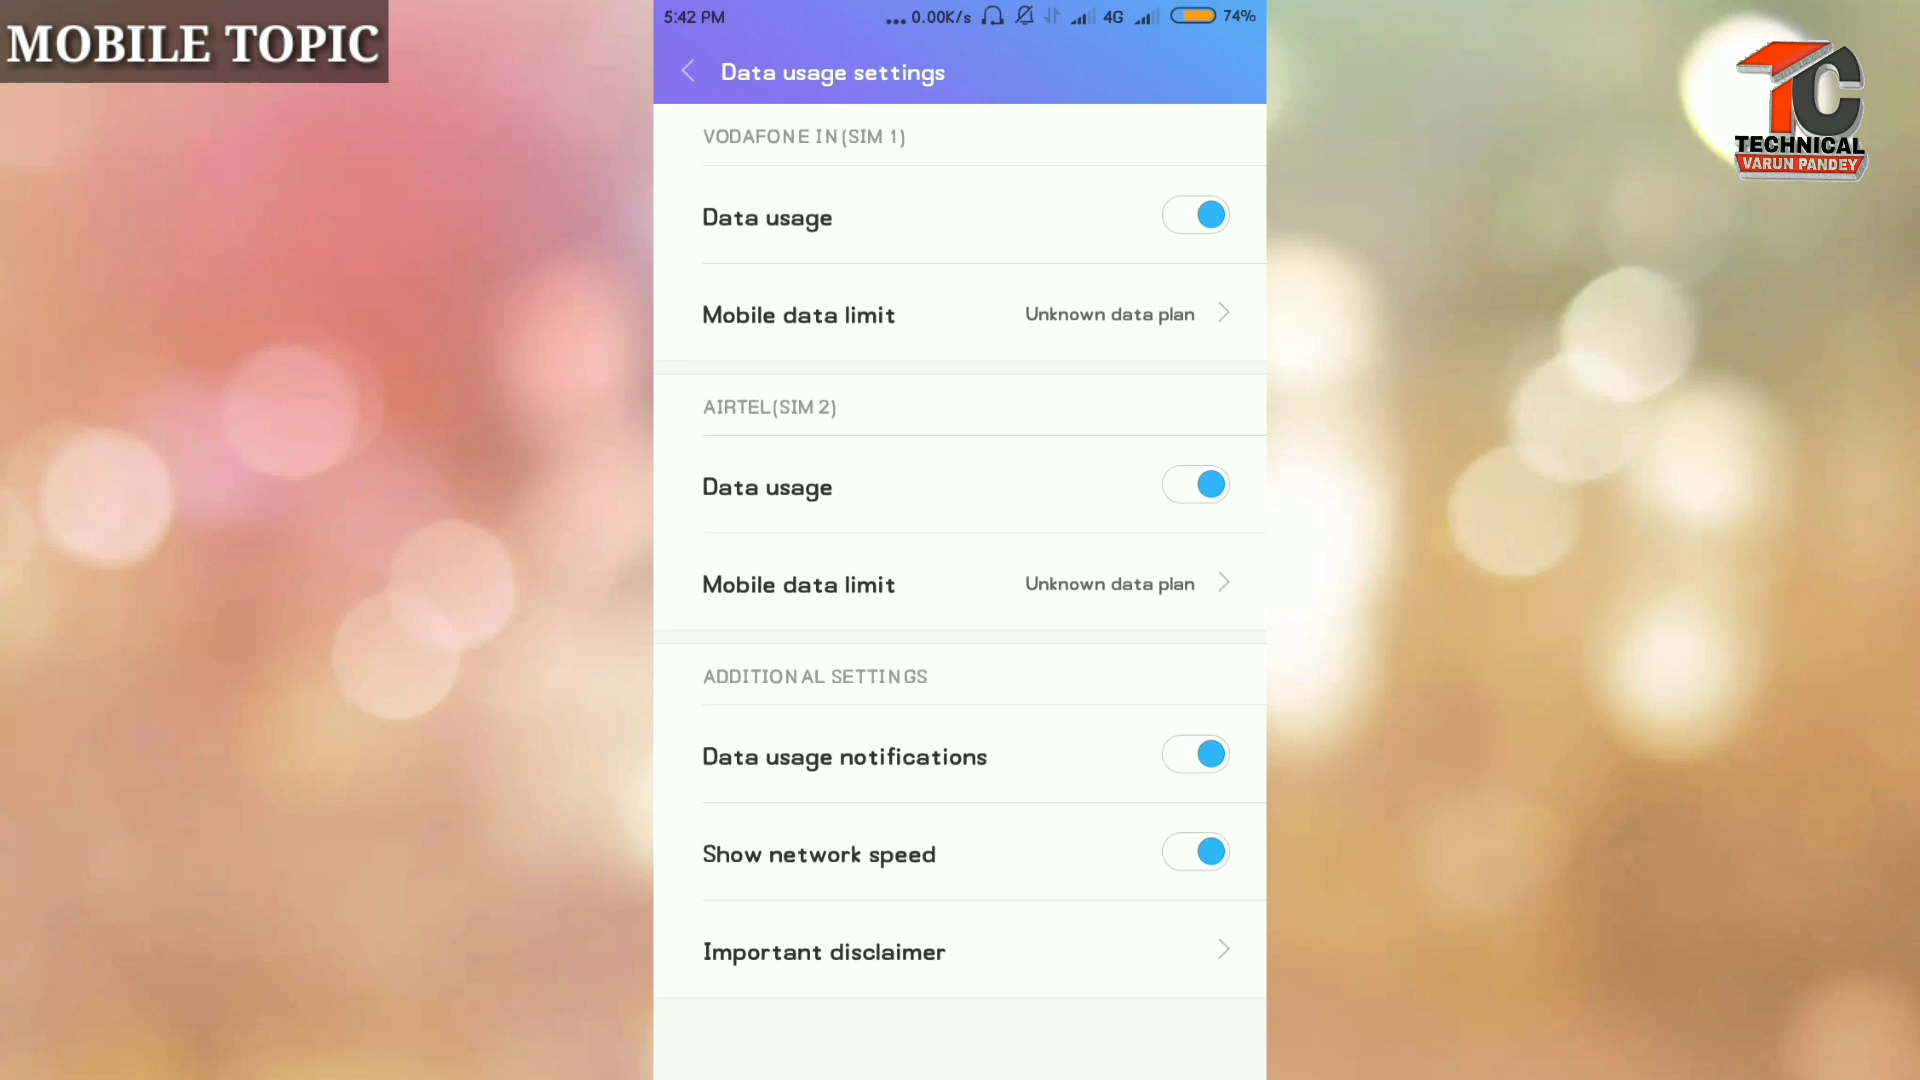 MOBILE TOPIC
5:42 PM ... 0.00K/s 4G 74%
Data usage settings
VODAFONE IN(SIM 1)
Data usage
Mobile data limit Unknown data plan
AIRTEL(SIM 2)
Data usage
Mobile data limit Unknown data plan
ADDITIONAL SETTINGS
Data usage notifications
Show network speed
Important disclaimer
TC
TECHNICAL
VARUN PANDEY